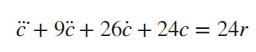 c⃛ + 9c̈ + 26ċ + 24c = 24r